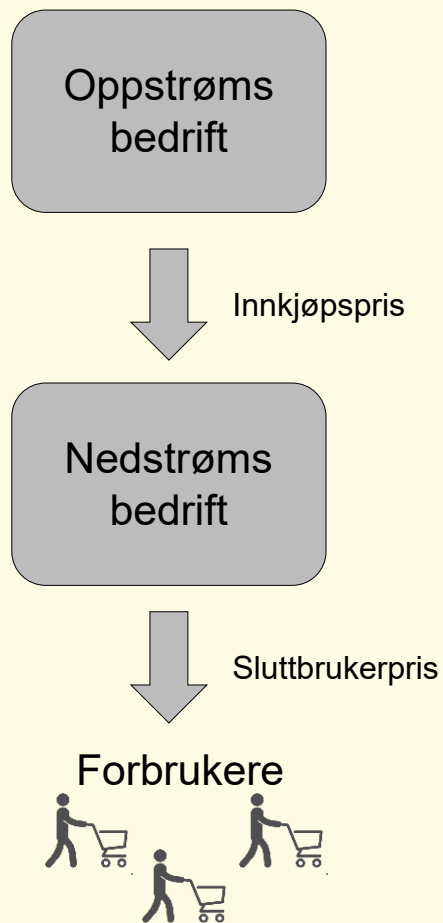 Oppstrøms
bedrift
Innkjøpspris
Nedstrøms
bedrift
Sluttbrukerpris
Forbrukere